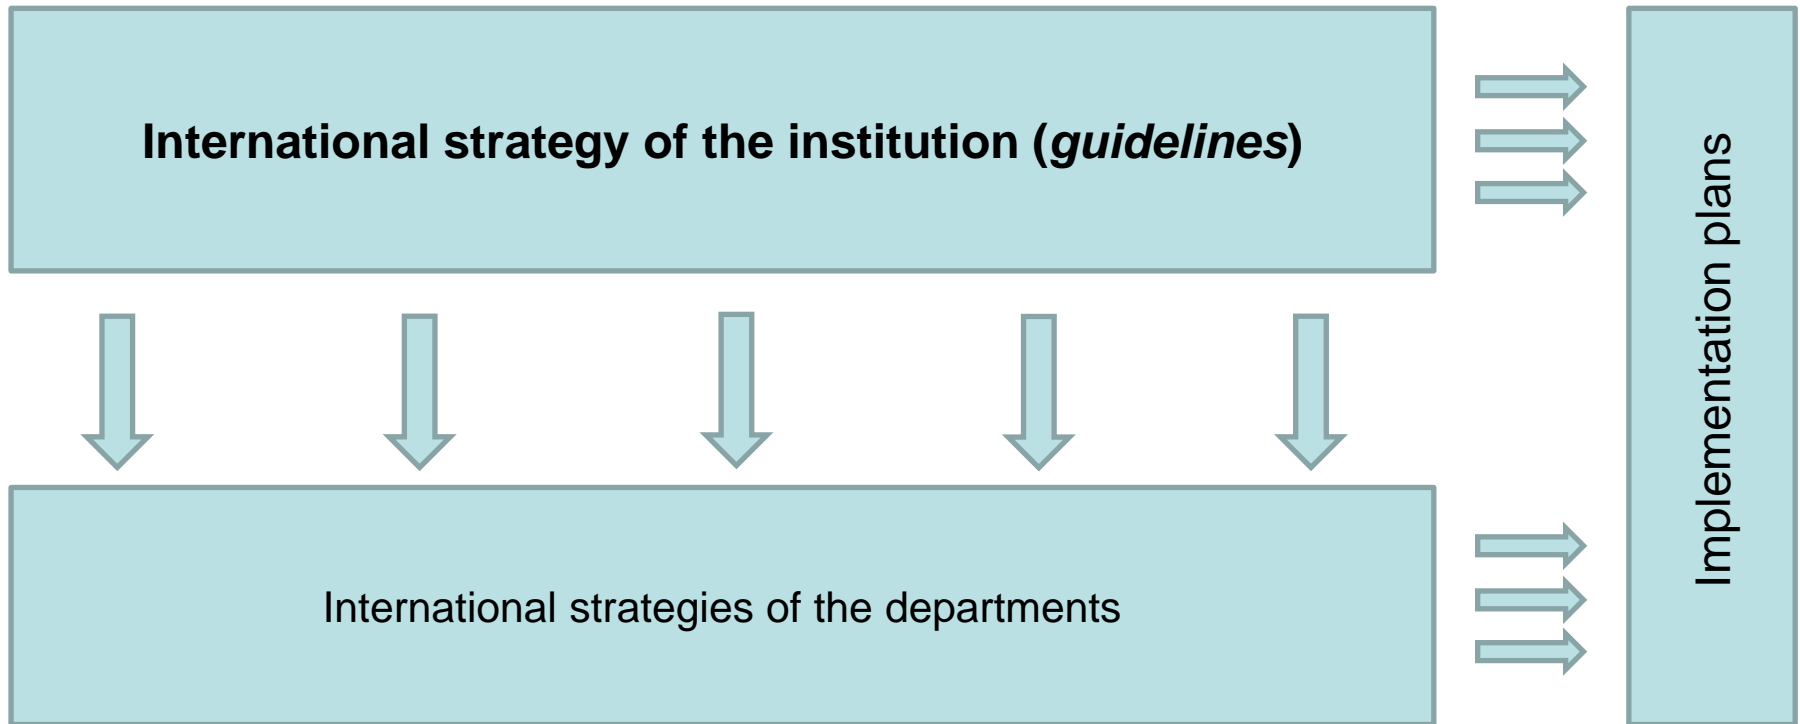 International strategy of the institution (guidelines)
Implementation plans
International strategies of the departments